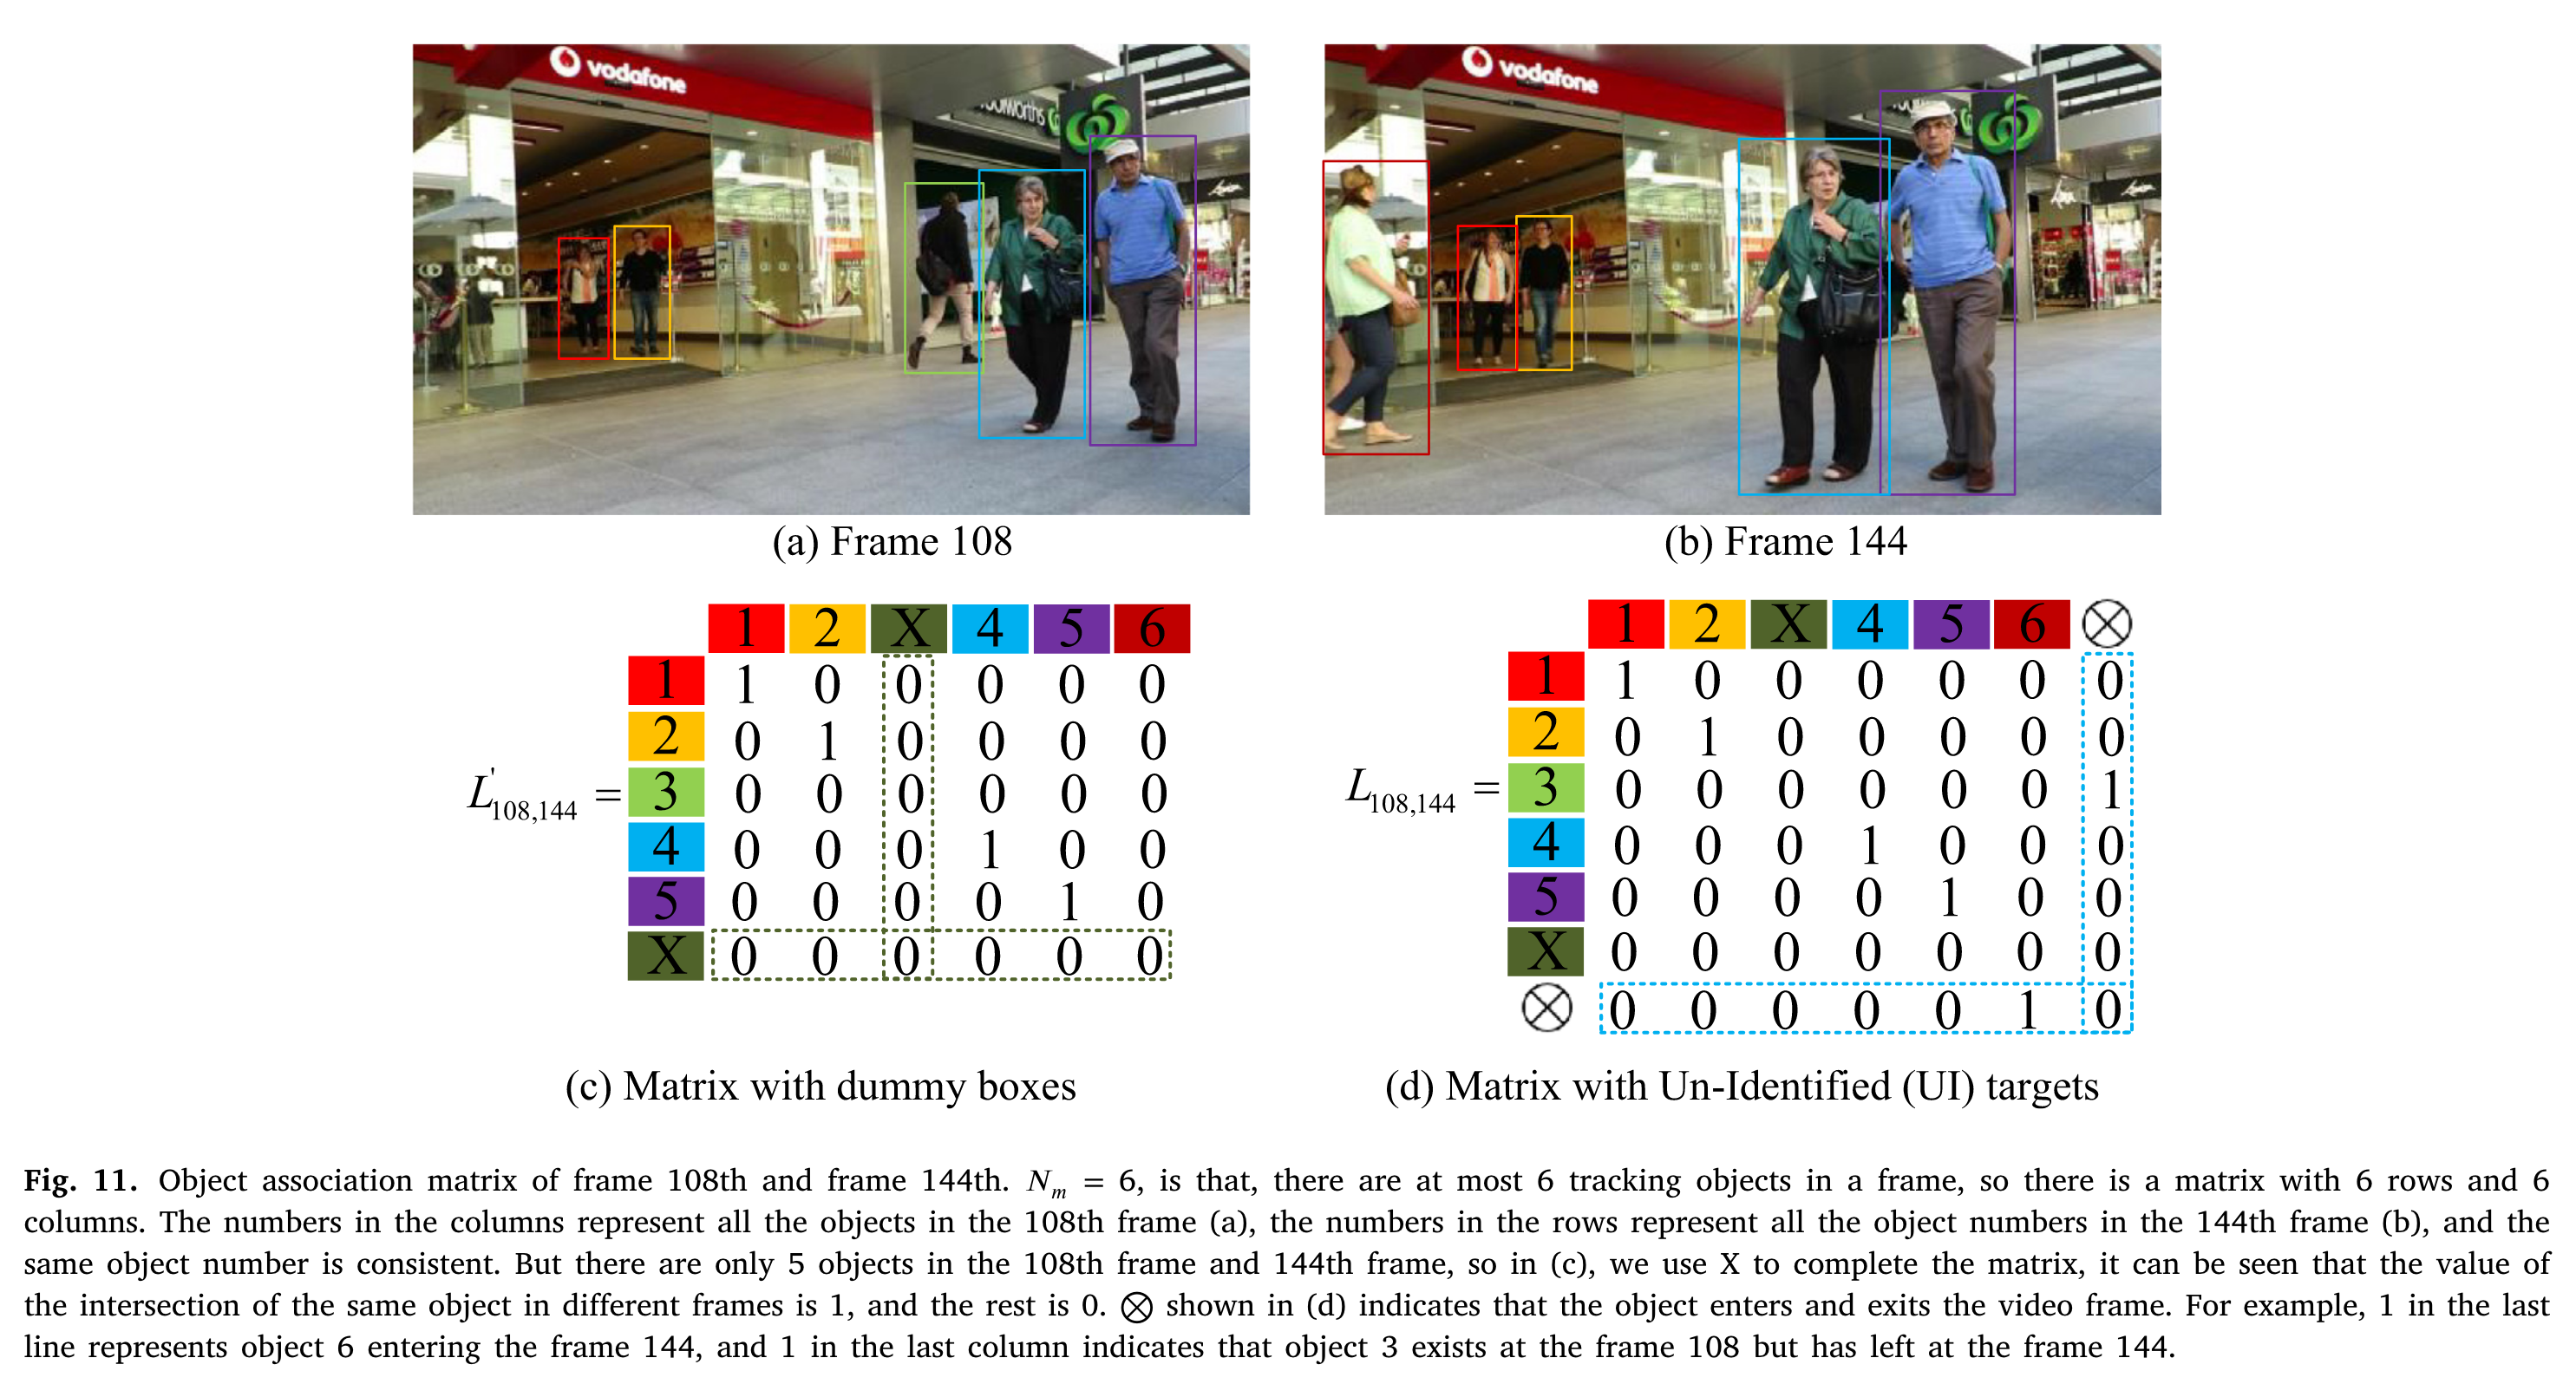 vodafone
oolworths
vodafone
(a) Frame 108
(b) Frame 144
1 2 X 4 5 6
1 1 0 0 0 0 0
2 0 1 0 0 0 0
L'108,144 = 3 0 0 0 0 0 0
4 0 0 0 1 0 0
5 0 0 0 0 1 0
X 0 0 0 0 0 0
(c) Matrix with dummy boxes
1 2 X 4 5 6 ⊗
1 1 0 0 0 0 0 0
2 0 1 0 0 0 0 0
L108,144 = 3 0 0 0 0 0 0 1
4 0 0 0 1 0 0 0
5 0 0 0 0 1 0 0
X 0 0 0 0 0 0 0
⊗ 0 0 0 0 0 1 0
(d) Matrix with Un-Identified (UI) targets
Fig. 11. Object association matrix of frame 108th and frame 144th. Nm = 6, is that, there are at most 6 tracking objects in a frame, so there is a matrix with 6 rows and 6
columns. The numbers in the columns represent all the objects in the 108th frame (a), the numbers in the rows represent all the object numbers in the 144th frame (b), and the
same object number is consistent. But there are only 5 objects in the 108th frame and 144th frame, so in (c), we use X to complete the matrix, it can be seen that the value of
the intersection of the same object in different frames is 1, and the rest is 0. ⊗ shown in (d) indicates that the object enters and exits the video frame. For example, 1 in the last
line represents object 6 entering the frame 144, and 1 in the last column indicates that object 3 exists at the frame 108 but has left at the frame 144.